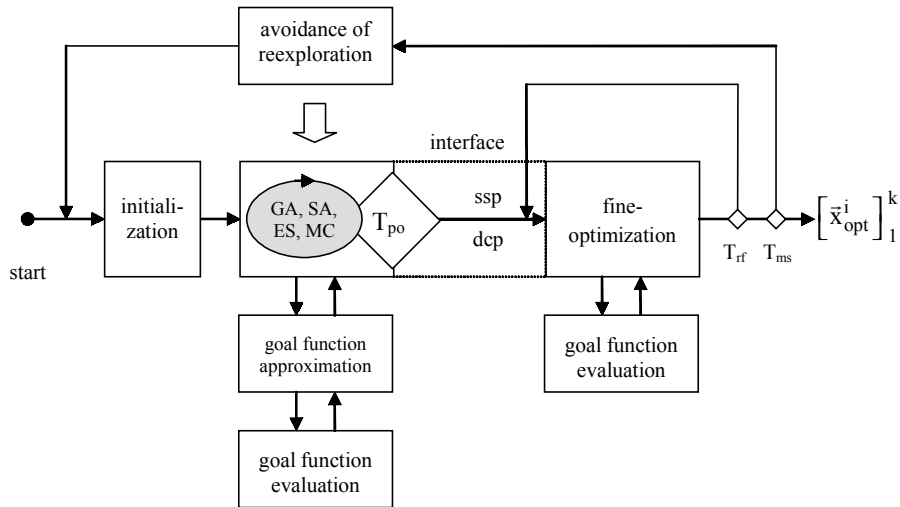 avoidance
of
reexploration
interface
initiali-
zation
GA, SA,
ES, MC
T_po
ssp
dcp
fine-
optimization
T_rf
T_ms
[x⃗^i_opt]^k_1
start
goal function
approximation
goal function
evaluation
goal function
evaluation